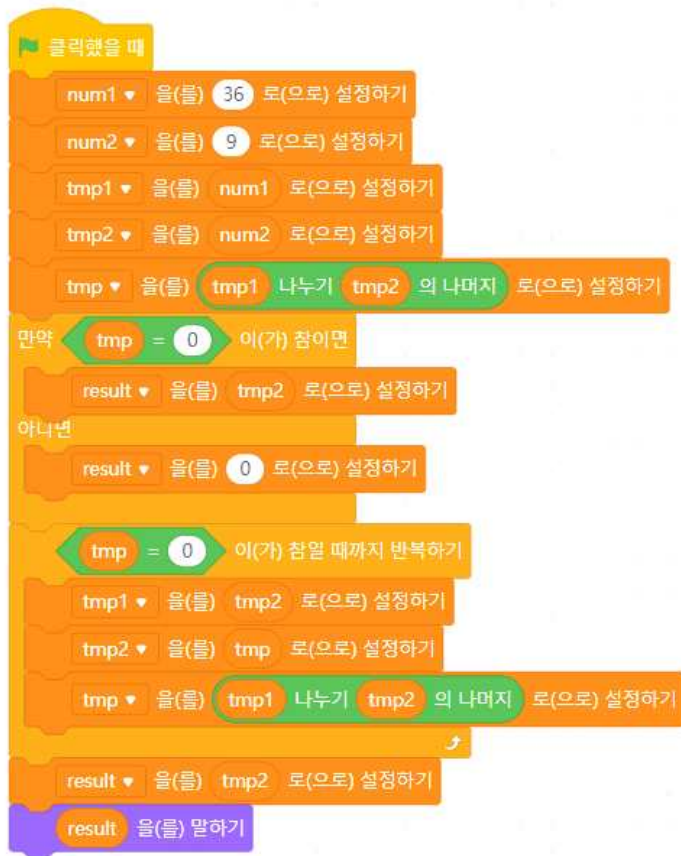 클릭했을 때
num1 을(를) 36 로(으로) 설정하기
num2 을(를) 9 로(으로) 설정하기
tmp1 을(를) num1 로(으로) 설정하기
tmp2 을(를) num2 로(으로) 설정하기
tmp 을(를) tmp1 나누기 tmp2 의 나머지 로(으로) 설정하기
만약 tmp = 0 이(가) 참이면
result 을(를) tmp2 로(으로) 설정하기
아니면
result 을(를) 0 로(으로) 설정하기
tmp = 0 이(가) 참일 때까지 반복하기
tmp1 을(를) tmp2 로(으로) 설정하기
tmp2 을(를) tmp 로(으로) 설정하기
tmp 을(를) tmp1 나누기 tmp2 의 나머지 로(으로) 설정하기
result 을(를) tmp2 로(으로) 설정하기
result 을(를) 말하기